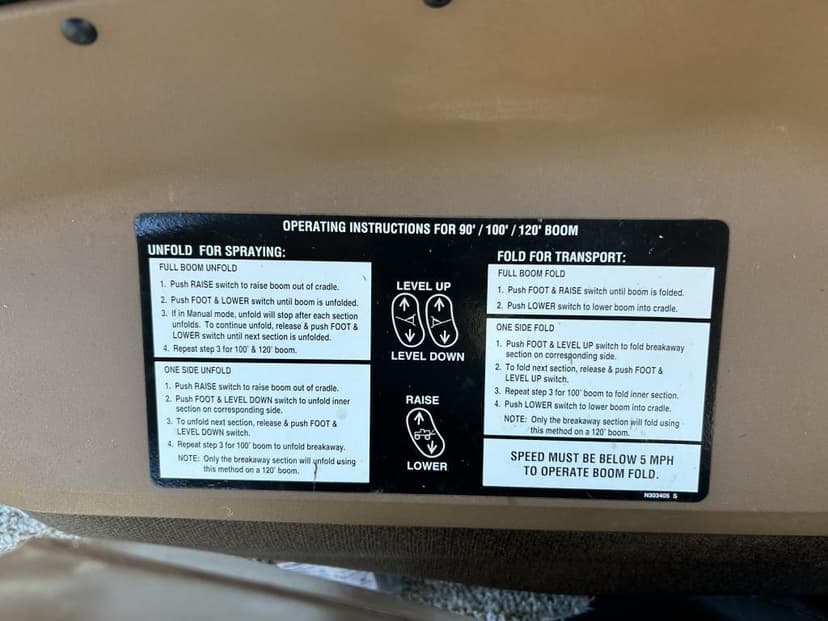 OPERATING INSTRUCTIONS FOR 90' / 100' / 120' BOOM
UNFOLD FOR SPRAYING:
FULL BOOM UNFOLD
1. Push RAISE switch to raise boom out of cradle.
2. Push FOOT & LOWER switch until boom is unfolded.
3. If in Manual mode, unfold will stop after each section
unfolds. To continue unfold, release & push FOOT &
LOWER switch until next section is unfolded.
4. Repeat step 3 for 100' & 120' boom.
ONE SIDE UNFOLD
1. Push RAISE switch to raise boom out of cradle.
2. Push FOOT & LEVEL DOWN switch to unfold inner
section on corresponding side.
3. To unfold next section, release & push FOOT &
LEVEL DOWN switch.
4. Repeat step 3 for 100' boom to unfold breakaway.
NOTE: Only the breakaway section will unfold using
this method on a 120' boom.
LEVEL UP
LEVEL DOWN
RAISE
LOWER
FOLD FOR TRANSPORT:
FULL BOOM FOLD
1. Push FOOT & RAISE switch until boom is folded.
2. Push LOWER switch to lower boom into cradle.
ONE SIDE FOLD
1. Push FOOT & LEVEL UP switch to fold breakaway
section on corresponding side.
2. To fold next section, release & push FOOT &
LEVEL UP switch.
3. Repeat step 3 for 100' boom to fold inner section.
4. Push LOWER switch to lower boom into cradle.
NOTE: Only the breakaway section will fold using
this method on a 120' boom.
SPEED MUST BE BELOW 5 MPH
TO OPERATE BOOM FOLD.
N303405 S